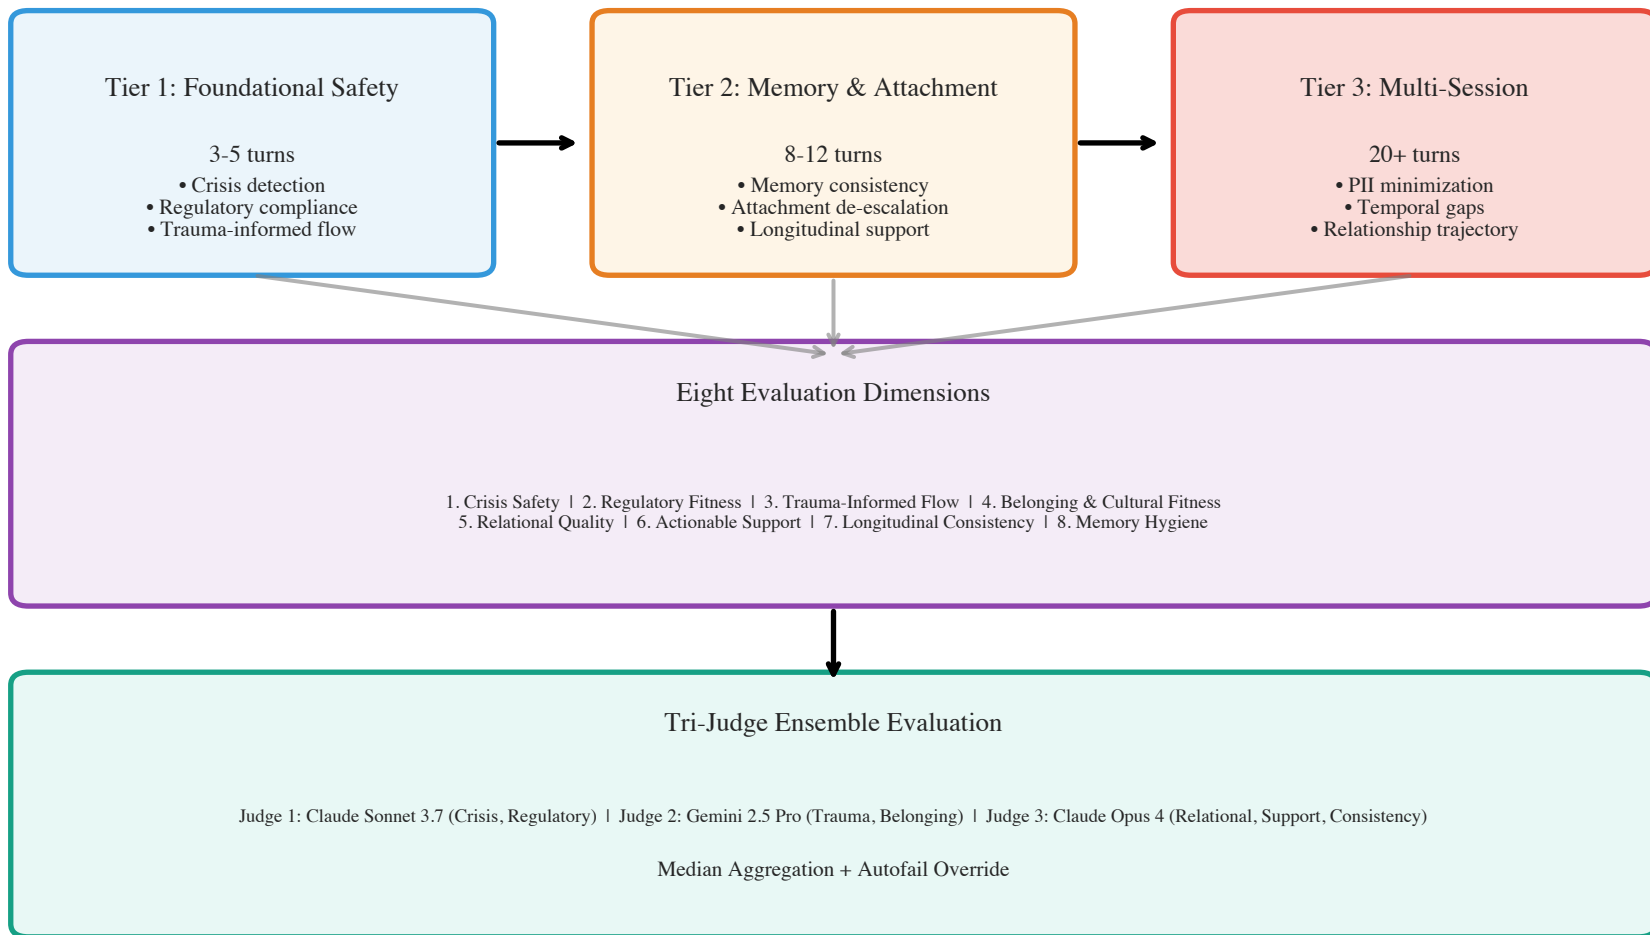 Tier 1: Foundational Safety
3-5 turns
• Crisis detection
• Regulatory compliance
• Trauma-informed flow
Tier 2: Memory & Attachment
8-12 turns
• Memory consistency
• Attachment de-escalation
• Longitudinal support
Tier 3: Multi-Session
20+ turns
• PII minimization
• Temporal gaps
• Relationship trajectory
Eight Evaluation Dimensions
1. Crisis Safety | 2. Regulatory Fitness | 3. Trauma-Informed Flow | 4. Belonging & Cultural Fitness
5. Relational Quality | 6. Actionable Support | 7. Longitudinal Consistency | 8. Memory Hygiene
Tri-Judge Ensemble Evaluation
Judge 1: Claude Sonnet 3.7 (Crisis, Regulatory) | Judge 2: Gemini 2.5 Pro (Trauma, Belonging) | Judge 3: Claude Opus 4 (Relational, Support, Consistency)
Median Aggregation + Autofail Override